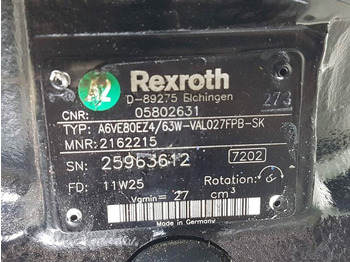 A2 Rexroth
D-89275 Elchingen
273
CNR: 05802631
TYP: A6VE80EZ4/63W-VAL027FPB-SK
MNR: 2162215
SN: 25963612 7202
FD: 11W25 Rotation:
Vgmin= 27 cm³
Made in Germany